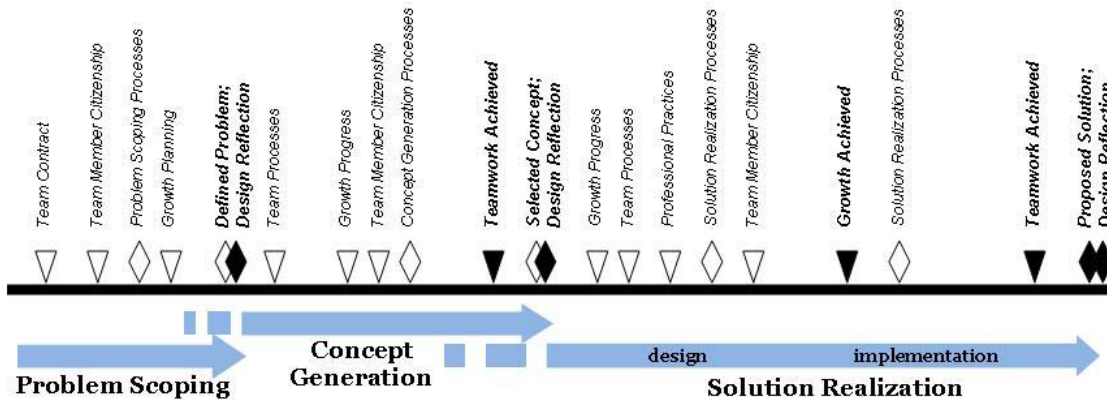 Team Contract
Team Member Citizenship
Problem Scoping Processes
Growth Planning
Defined Problem;
Design Reflection
Team Processes
Growth Progress
Team Member Citizenship
Concept Generation Processes
Teamwork Achieved
Selected Concept;
Design Reflection
Growth Progress
Team Processes
Professional Practices
Solution Realization Processes
Team Member Citizenship
Growth Achieved
Solution Realization Processes
Teamwork Achieved
Proposed Solution;
Design Reflection
Problem Scoping
Concept
Generation
design
implementation
Solution Realization